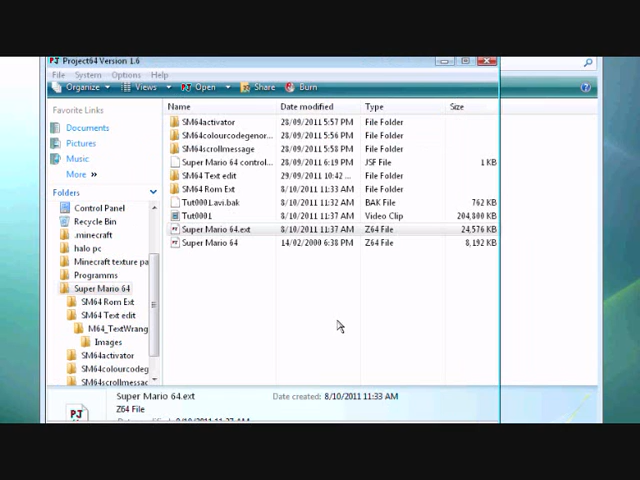 Project64 Version 1.6
File System Options Help
Organize Views Open Share Burn
Favorite Links
Documents
Pictures
Music
More »
Folders
Control Panel
Recycle Bin
.minecraft
halo pc
Minecraft texture pa
Programms
Super Mario 64
SM64 Rom Ext
SM64 Text edit
M64_TextWrang
Images
SM64activator
SM64colourcodeg
SM64scrollmessac
Name Date modified Type Size
SM64activator 28/09/2011 5:57 PM File Folder
SM64colourcodegenor... 28/09/2011 5:56 PM File Folder
SM64scrollmessage 28/09/2011 5:58 PM File Folder
Super Mario 64 control... 28/09/2011 6:19 PM JSF File 1 KB
SM64 Text edit 29/09/2011 10:42 ... File Folder
SM64 Rom Ext 8/10/2011 11:33 AM File Folder
Tut0001.avi.bak 8/10/2011 11:32 AM BAK File 762 KB
Tut0001 8/10/2011 11:37 AM Video Clip 204,800 KB
Super Mario 64.ext 8/10/2011 11:37 AM Z64 File 24,576 KB
Super Mario 64 14/02/2000 6:38 PM Z64 File 8,192 KB
Super Mario 64.ext Date created: 8/10/2011 11:33 AM
Z64 File